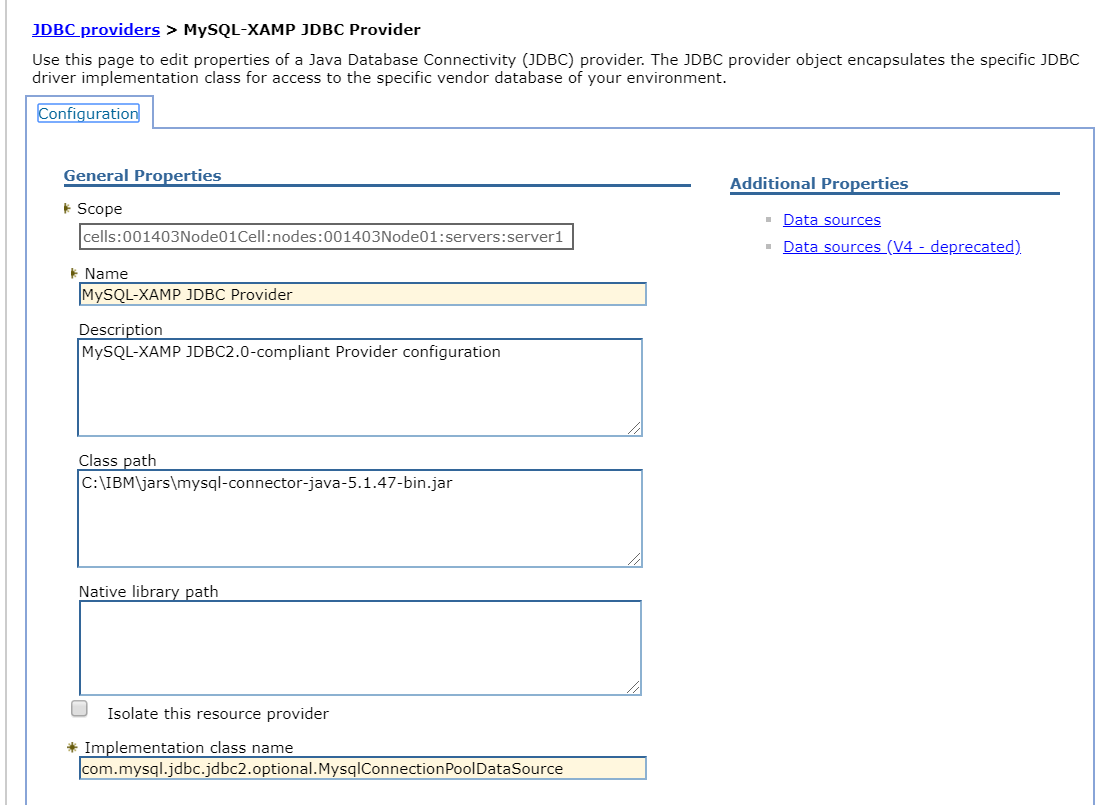 JDBC providers > MySQL-XAMP JDBC Provider
Use this page to edit properties of a Java Database Connectivity (JDBC) provider. The JDBC provider object encapsulates the specific JDBC
driver implementation class for access to the specific vendor database of your environment.
Configuration
General Properties
Scope
cells:001403Node01Cell:nodes:001403Node01:servers:server1
Name
MySQL-XAMP JDBC Provider
Description
MySQL-XAMP JDBC2.0-compliant Provider configuration
Class path
C:\IBM\jars\mysql-connector-java-5.1.47-bin.jar
Native library path
Isolate this resource provider
Implementation class name
com.mysql.jdbc.jdbc2.optional.MysqlConnectionPoolDataSource
Additional Properties
Data sources
Data sources (V4 - deprecated)